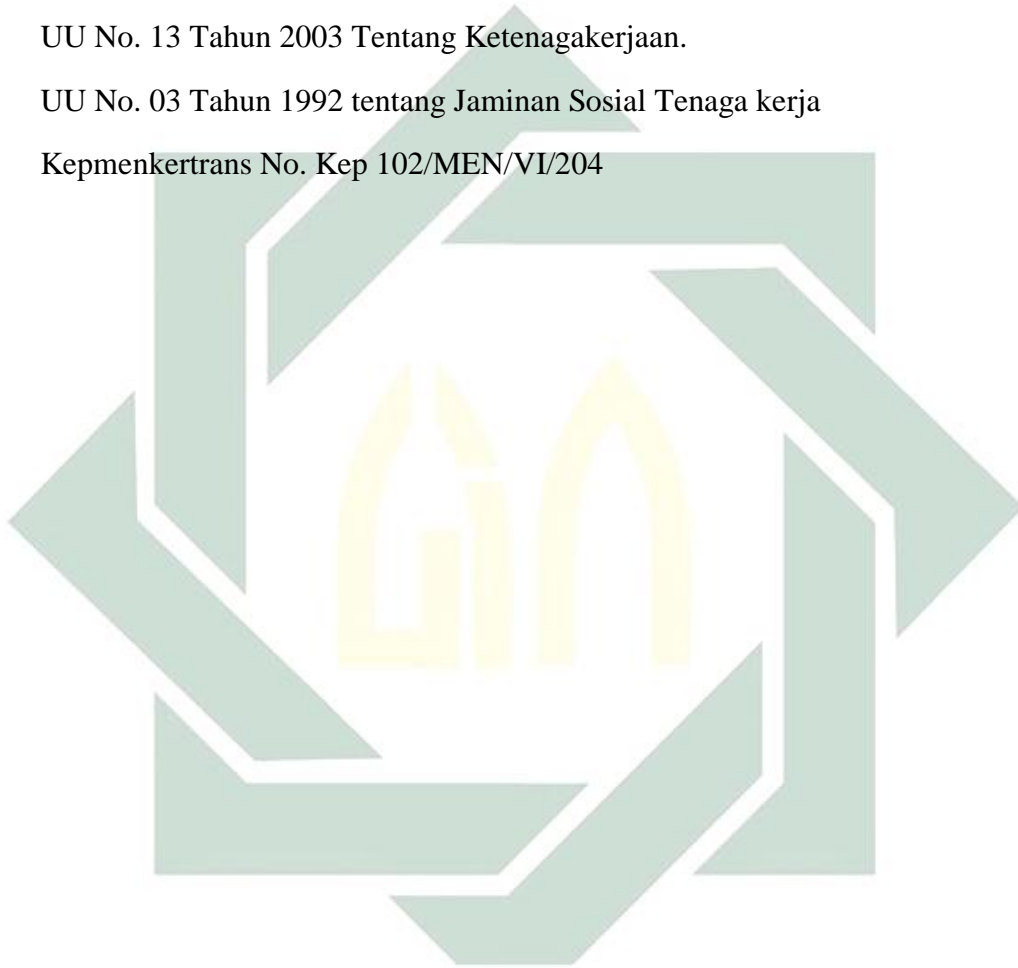 UU No. 13 Tahun 2003 Tentang Ketenagakerjaan.
UU No. 03 Tahun 1992 tentang Jaminan Sosial Tenaga kerja
Kepmenkertrans No. Kep 102/MEN/VI/204